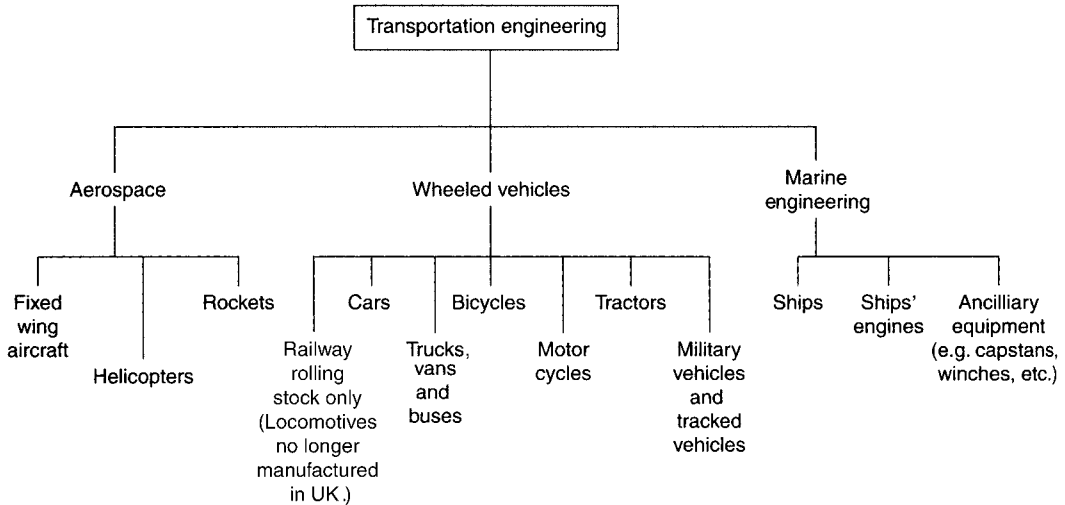 Transportation engineering
Aerospace
Wheeled vehicles
Marine
engineering
Fixed
wing
aircraft
Helicopters
Rockets
Railway
rolling
stock only
(Locomotives
no longer
manufactured
in UK.)
Cars
Trucks,
vans
and
buses
Bicycles
Motor
cycles
Tractors
Military
vehicles
and
tracked
vehicles
Ships
Ships'
engines
Ancilliary
equipment
(e.g. capstans,
winches, etc.)